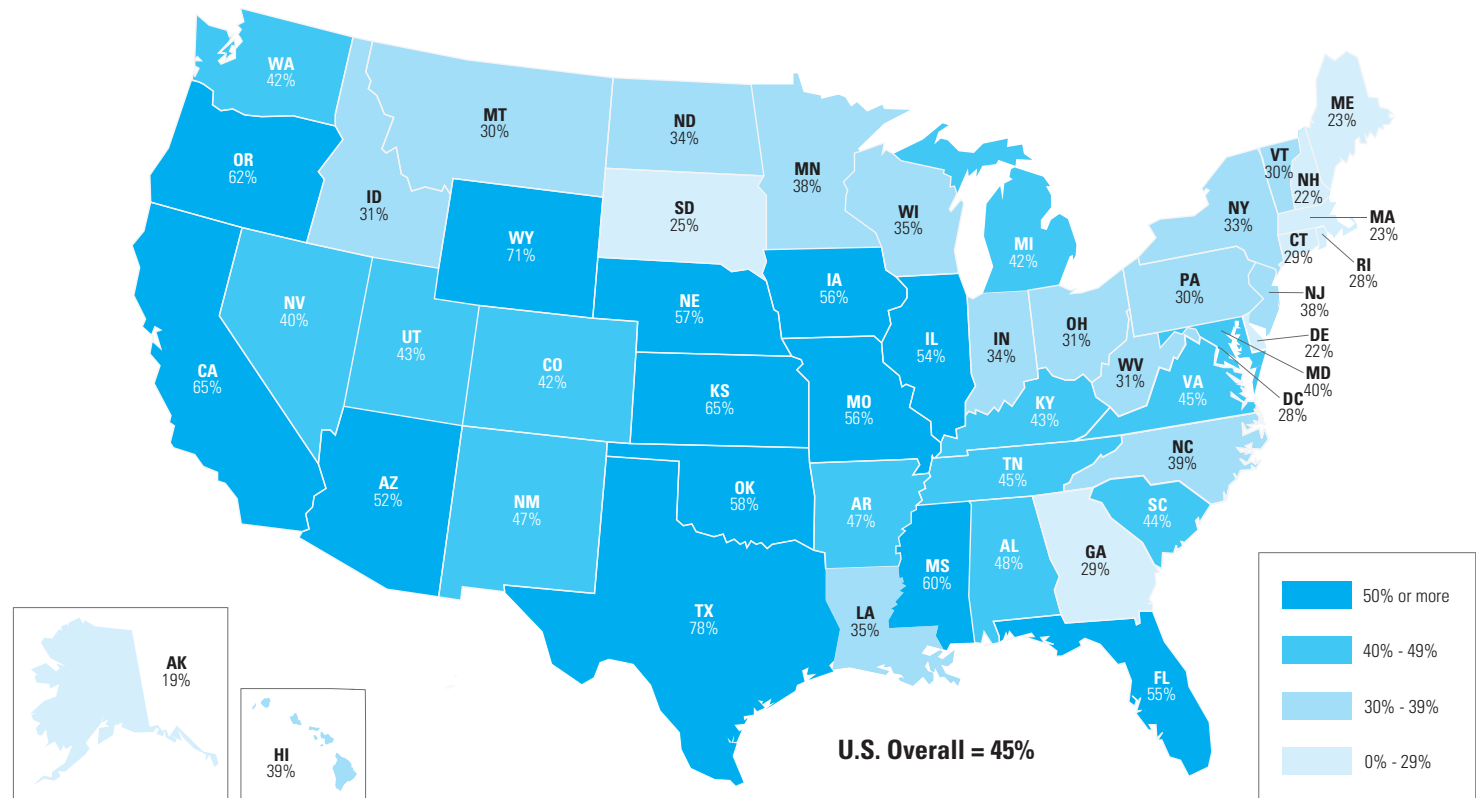 WA
42%
OR
62%
CA
65%
NV
40%
ID
31%
MT
30%
WY
71%
UT
43%
CO
42%
AZ
52%
NM
47%
ND
34%
SD
25%
NE
57%
KS
65%
OK
58%
TX
78%
MN
38%
IA
56%
MO
56%
AR
47%
LA
35%
WI
35%
IL
54%
MI
42%
IN
34%
OH
31%
KY
43%
TN
45%
MS
60%
AL
48%
GA
29%
FL
55%
SC
44%
NC
39%
VA
45%
WV
31%
PA
30%
NY
33%
VT
30%
NH
22%
ME
23%
MA
23%
CT
29%
RI
28%
NJ
38%
DE
22%
MD
40%
DC
28%
AK
19%
HI
39%
U.S. Overall = 45%
50% or more
40% - 49%
30% - 39%
0% - 29%